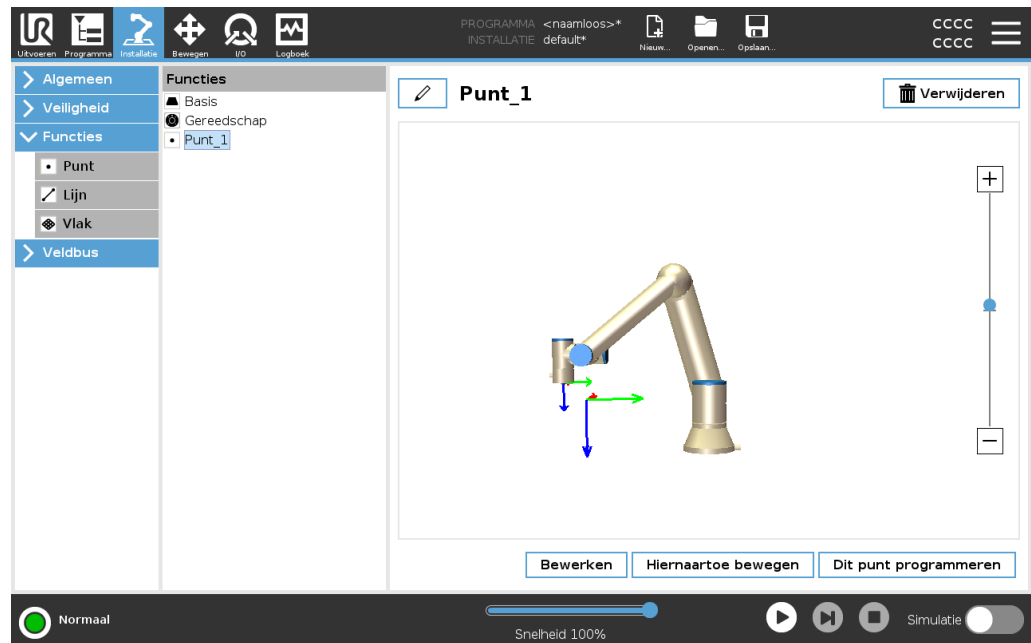 UR
PROGRAMMA <naamloos>*
INSTALLATIE default*
cccc
cccc
Uitvoeren Programma Installatie Bewegen I/O Logboek Nieuw... Openen... Opslaan...
Algemeen
Veiligheid
Functies
Punt
Lijn
Vlak
Veldbus
Functies
Basis
Gereedschap
Punt_1
Punt_1
Verwijderen
Bewerken
Hiernaartoe bewegen
Dit punt programmeren
Normaal
Snelheid 100%
Simulatie